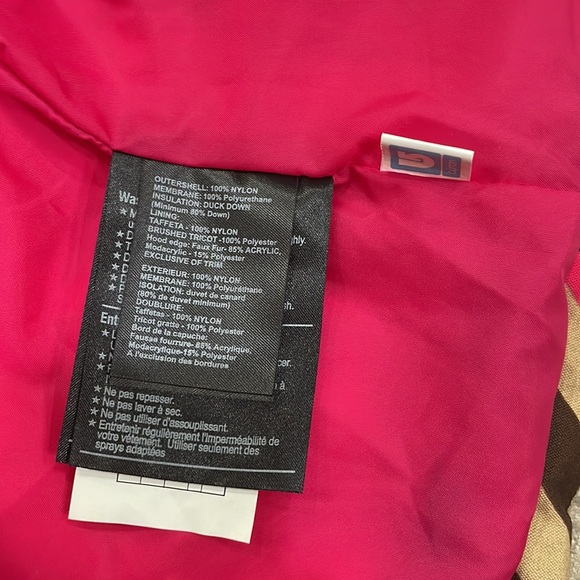 OUTERSHELL: 100% NYLON
MEMBRANE: 100% Polyurethane
INSULATION: DUCK DOWN
(Minimum 80% Down)
LINING:
TAFFETA - 100% NYLON
BRUSHED TRICOT -100% Polyester
Hood edge: Faux Fur- 85% ACRYLIC,
Modacrylic - 15% Polyester
EXCLUSIVE OF TRIM
EXTERIEUR: 100% NYLON
MEMBRANE: 100% Polyuréthane
ISOLATION: duvet de canard
(80% de duvet minimum)
DOUBLURE:
Taffetas - 100% NYLON
Tricot gratte - 100% Polyester
Bord de la capuche:
Fausse fourrure- 85% Acrylique,
Modacrylique-15% Polyester
A l'exclusion des bordures
★ Ne pas repasser.
★ Ne pas laver à sec.
★ Ne pas utiliser d'assouplissant.
★ Entretenir régulièrement l'imperméabilité de
votre vêtement. Utiliser seulement des
sprays adaptées